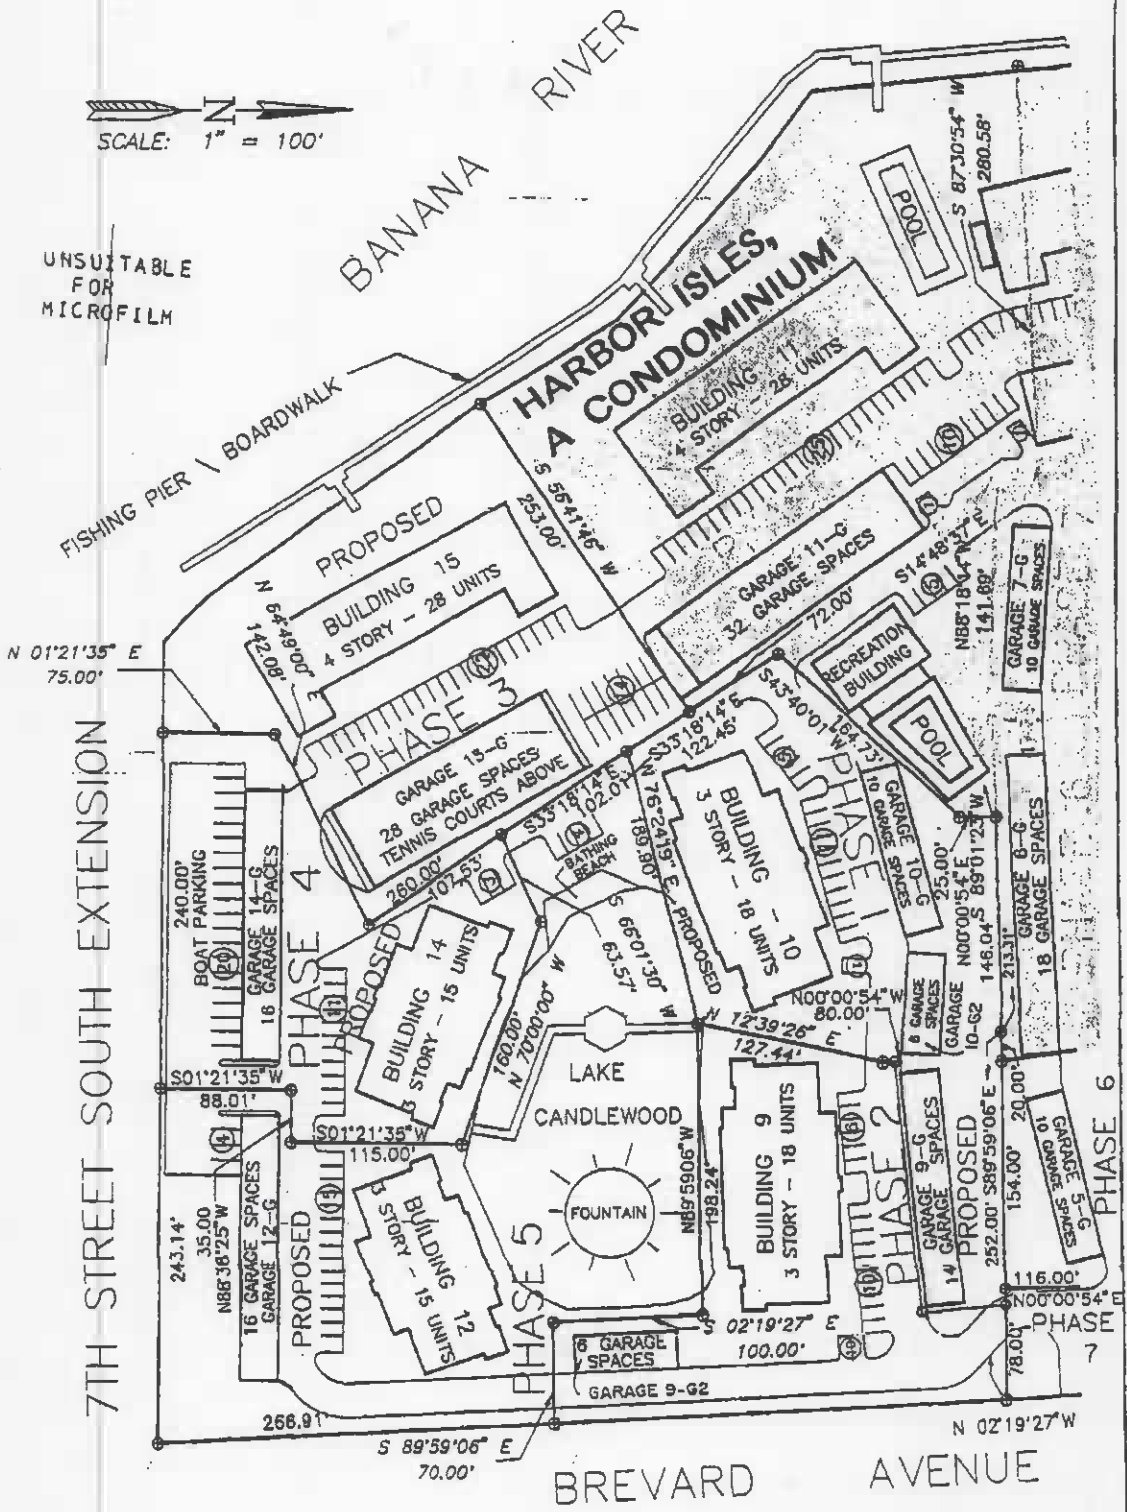 RIVER
BANANA
N
SCALE: 1" = 100'
UNSUITABLE
FOR
MICROFILM
FISHING PIER \ BOARDWALK
HARBOR ISLES,
A CONDOMINIUM
POOL
S 87°30'54" W
280.58'
BUILDING 11
4 STORY - 28 UNITS
S 56°41'46" W
253.00'
PROPOSED
BUILDING 15
4 STORY - 28 UNITS
N 64°49'00" E
142.08'
N 01°21'35" E
75.00'
PHASE 3
GARAGE 11-G
32 GARAGE SPACES
72.00'
N88°18'14"
141.69'
GARAGE 7-G
10 GARAGE SPACES
RECREATION
BUILDING
POOL
S43°40'01"W
164.73'
S33°18'14"E
122.45'
GARAGE 15-G
28 GARAGE SPACES
TENNIS COURTS ABOVE
S33°18'14"E
102.01'
260.00'
102.53'
BATHING
BEACH
N 76°24'19" E
189.80'
PROPOSED
BUILDING - 10
3 STORY - 18 UNITS
PHASE 1
GARAGE 10-G
10 GARAGE SPACES
25.00'
N00°00'54"E
146.04'
S 89°01'23" W
213.31'
GARAGE 6-G
18 GARAGE SPACES
7TH STREET SOUTH EXTENSION
240.00'
BOAT PARKING
20
GARAGE 14-G
16 GARAGE SPACES
PHASE 4
PROPOSED
BUILDING 14
3 STORY - 15 UNITS
S 66°01'30" W
63.57'
160.00'
N 70°00'00" W
N00°00'54"W
80.00'
6 GARAGE
SPACES
GARAGE
10-G2
N 12°39'26" E
127.44'
S01°21'35"W
88.01'
S01°21'35"W
115.00'
LAKE
CANDLEWOOD
FOUNTAIN
N89°5906"W
198.24'
BUILDING 9
3 STORY - 18 UNITS
PHASE 2
GARAGE 9-G
14 GARAGE SPACES
PROPOSED
252.00'
S89°59'06"E
20.00'
154.00'
GARAGE 5-G
10 GARAGE SPACES
PHASE 6
243.14'
35.00
N88°38'25"W
16 GARAGE SPACES
GARAGE 12-G
PROPOSED
BUILDING 12
3 STORY - 15 UNITS
PHASE 5
S 02°19'27" E
100.00'
6 GARAGE
SPACES
GARAGE 9-G2
116.00'
N00°00'54"E
PHASE
7
78.00'
266.91
S 89°59'06" E
70.00'
N 02°19'27"W
BREVARD AVENUE